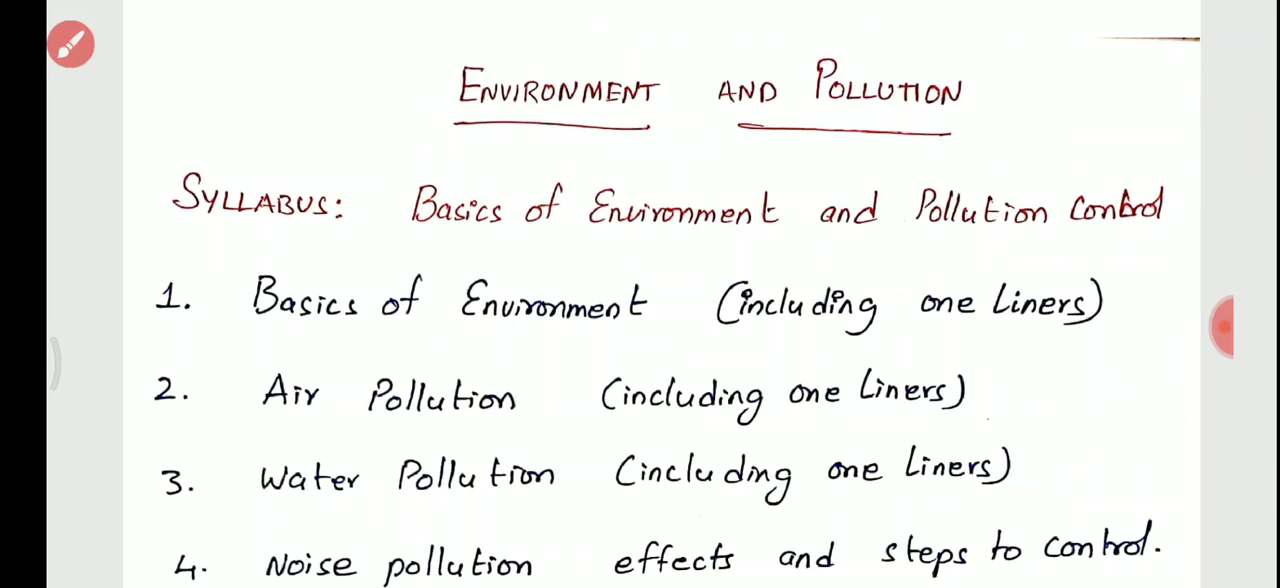 ENVIRONMENT AND POLLUTION
SYLLABUS: Basics of Environment and Pollution Control
1. Basics of Environment (including one Liners)
2. Air Pollution (including one Liners)
3. Water Pollution (including one Liners)
4. Noise pollution effects and steps to control.